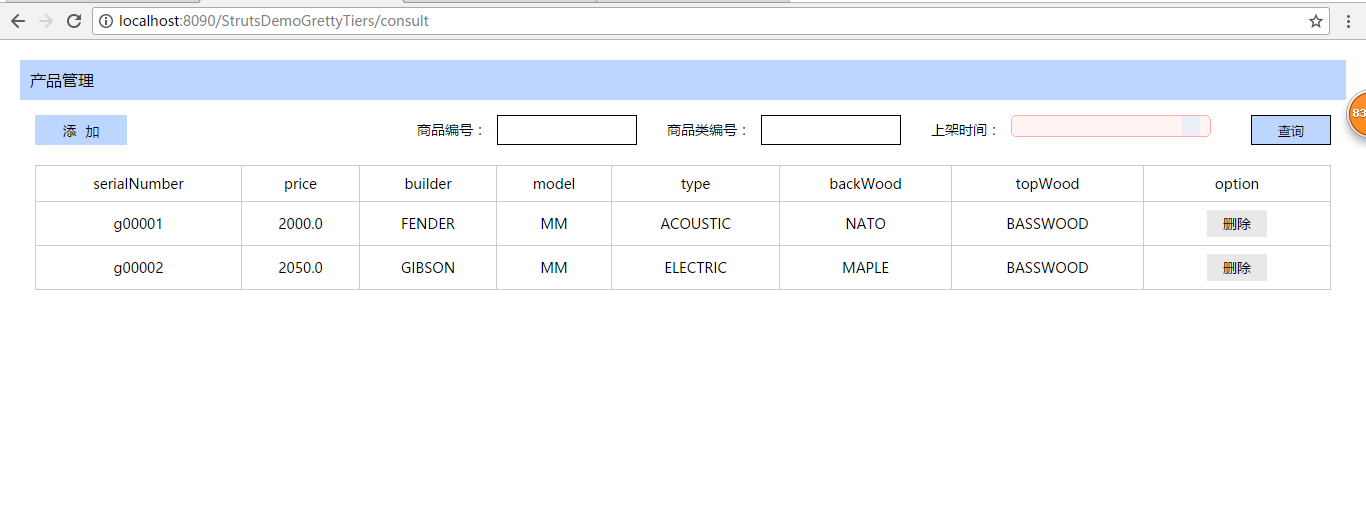 localhost:8090/StrutsDemoGrettyTiers/consult
产品管理
83
添 加 商品编号： 商品类编号： 上架时间： 查询
serialNumber price builder model type backWood topWood option
g00001 2000.0 FENDER MM ACOUSTIC NATO BASSWOOD 删除
g00002 2050.0 GIBSON MM ELECTRIC MAPLE BASSWOOD 删除